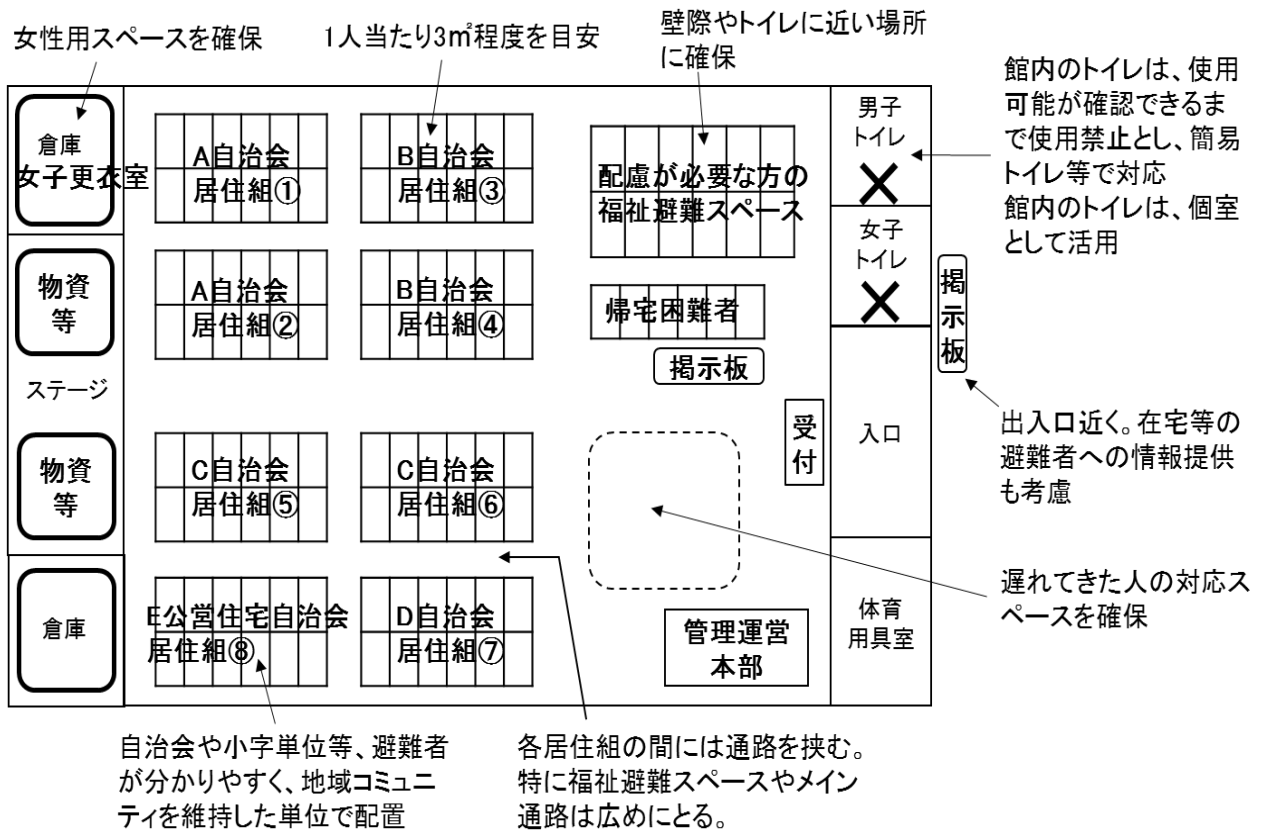 女性用スペースを確保
1人当たり3㎡程度を目安
壁際やトイレに近い場所
に確保
館内のトイレは、使用
可能が確認できるま
で使用禁止とし、簡易
トイレ等で対応
館内のトイレは、個室
として活用
倉庫
女子更衣室
A自治会
居住組①
B自治会
居住組③
配慮が必要な方の
福祉避難スペース
男子
トイレ
女子
トイレ
物資
等
A自治会
居住組②
B自治会
居住組④
帰宅困難者
掲示板
掲
示
板
ステージ
受
付
入口
出入口近く。在宅等の
避難者への情報提供
も考慮
物資
等
C自治会
居住組⑤
C自治会
居住組⑥
遅れてきた人の対応ス
ペースを確保
倉庫
E公営住宅自治会
居住組⑧
D自治会
居住組⑦
管理運営
本部
体育
用具室
自治会や小字単位等、避難者
が分かりやすく、地域コミュニ
ティを維持した単位で配置
各居住組の間には通路を挟む。
特に福祉避難スペースやメイン
通路は広めにとる。